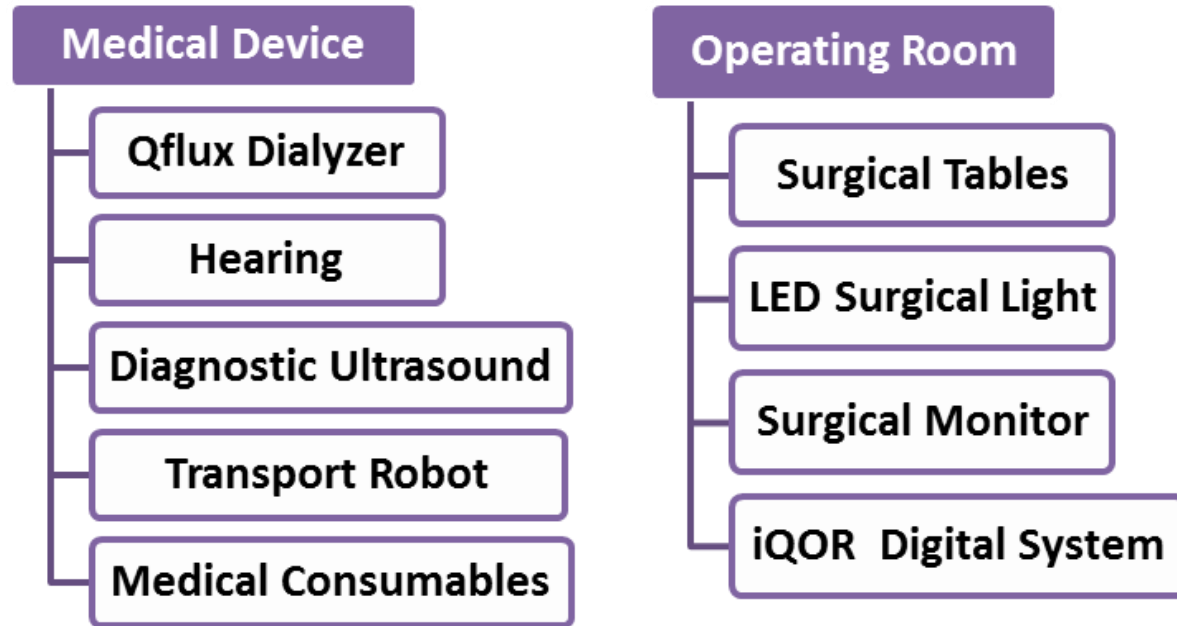 Medical Device
Qflux Dialyzer
Hearing
Diagnostic Ultrasound
Transport Robot
Medical Consumables
Operating Room
Surgical Tables
LED Surgical Light
Surgical Monitor
iQOR  Digital System